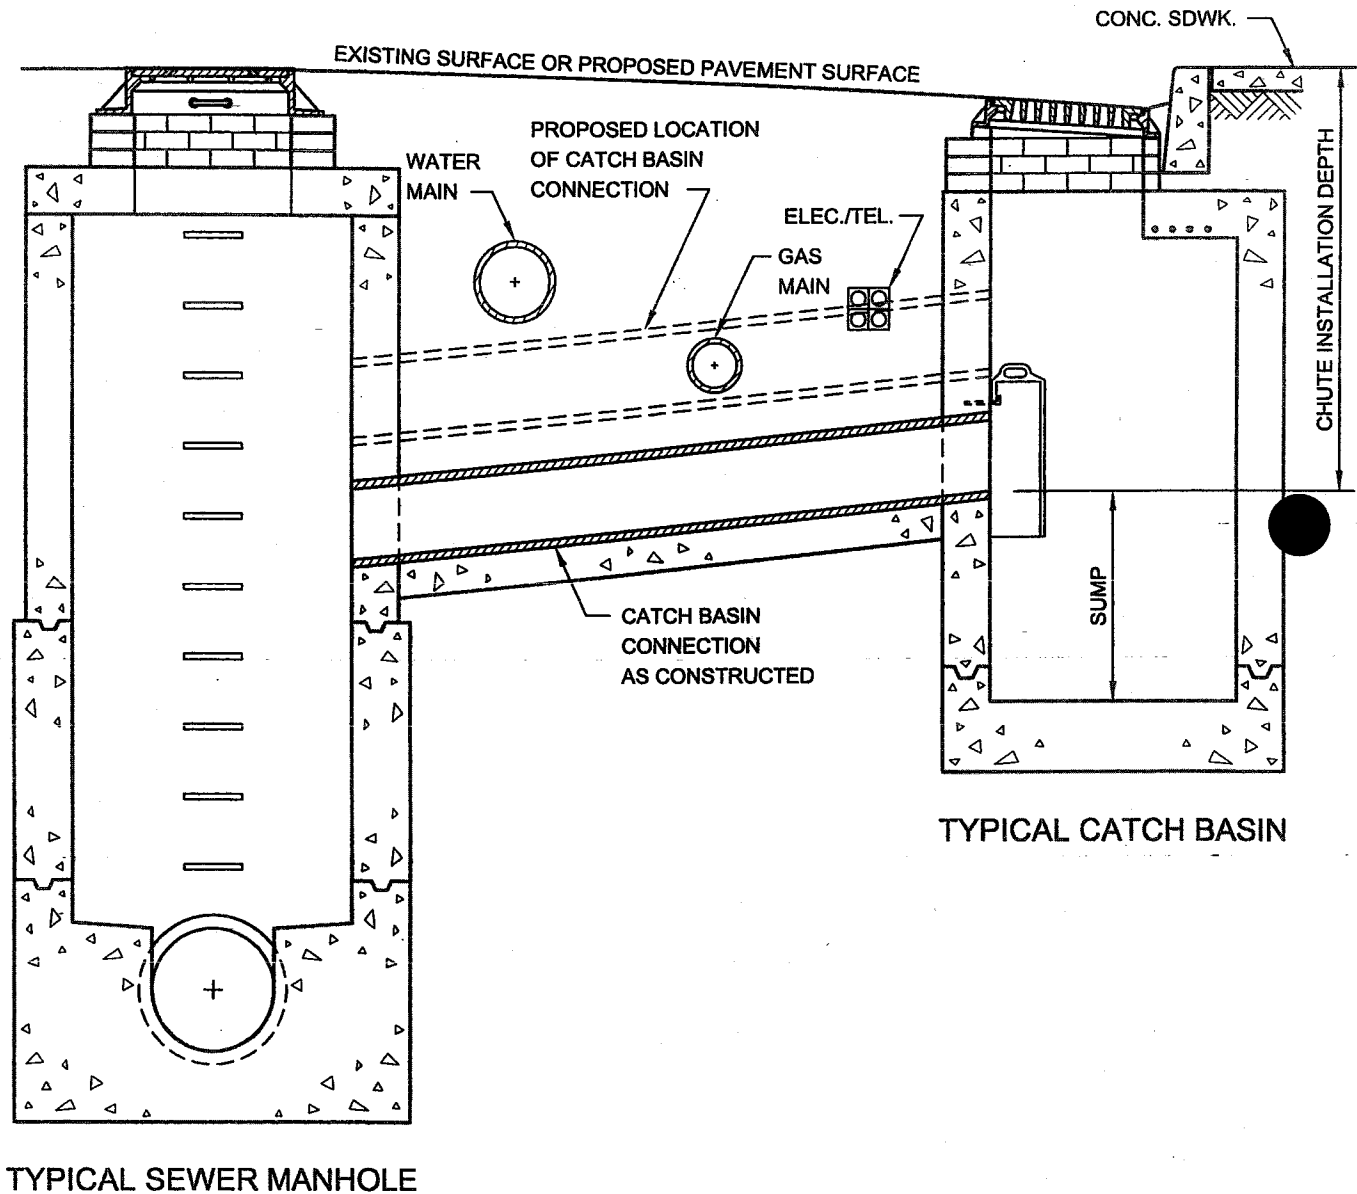 CONC. SDWK.
EXISTING SURFACE OR PROPOSED PAVEMENT SURFACE
PROPOSED LOCATION
OF CATCH BASIN
CONNECTION
WATER
MAIN
ELEC./TEL.
GAS
MAIN
CHUTE INSTALLATION DEPTH
SUMP
CATCH BASIN
CONNECTION
AS CONSTRUCTED
TYPICAL CATCH BASIN
TYPICAL SEWER MANHOLE